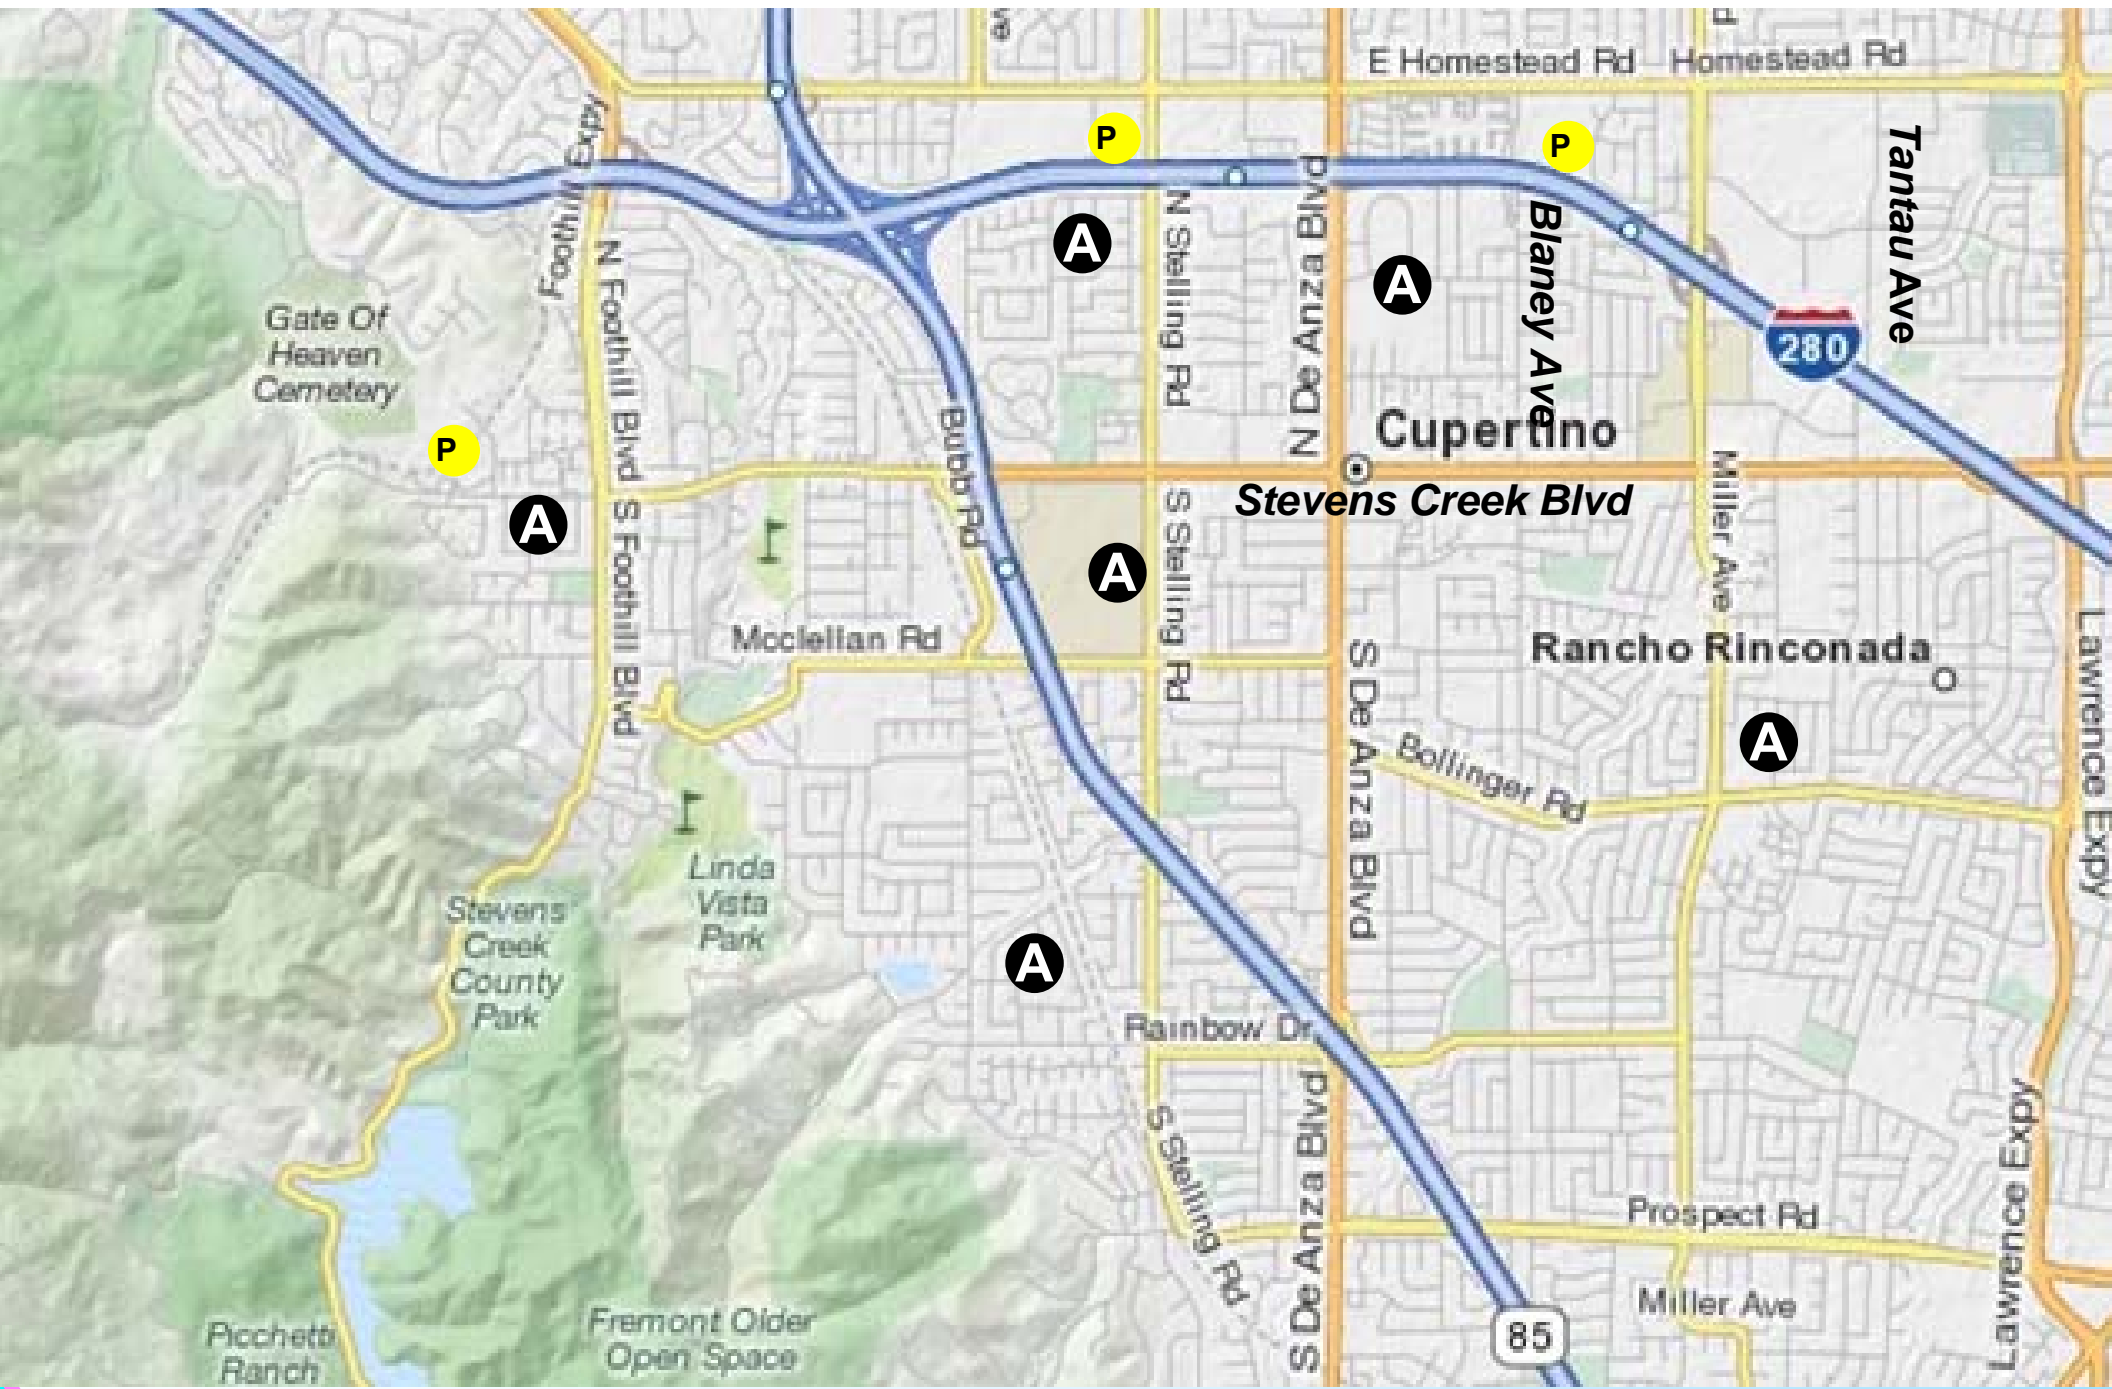 E Homestead Rd
Homestead Rd
Foothill Expy
P
P
Tantau Ave
N Stelling Rd
N De Anza Blvd
Blaney Ave
A
A
N Foothill Blvd
Gate Of
Heaven
Cemetery
280
Bubb Rd
Cupertino
P
Stevens Creek Blvd
Miller Ave
A
S Foothill Blvd
A
S Stelling Rd
Mcclellan Rd
Rancho Rinconada
S De Anza Blvd
Lawrence Expy
A
Bollinger Rd
Linda
Vista
Park
Stevens
Creek
County
Park
A
Rainbow Dr
S Stelling Rd
S De Anza Blvd
Lawrence Expy
Prospect Rd
Miller Ave
85
Picchetti
Ranch
Fremont Older
Open Space